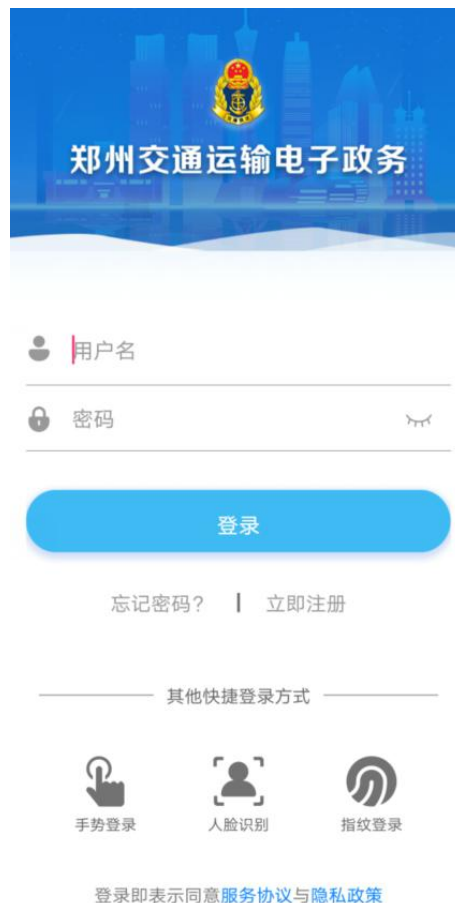 郑州交通运输电子政务
用户名
密码
登录
忘记密码? | 立即注册
其他快捷登录方式
手势登录 人脸识别 指纹登录
登录即表示同意服务协议与隐私政策